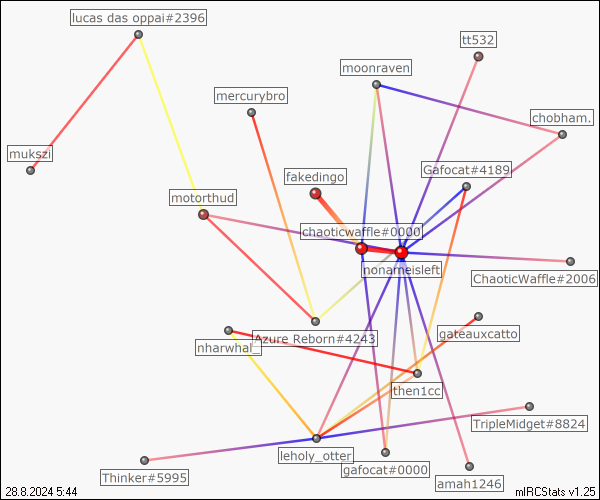 lucas das oppai#2396
tt532
moonraven
mercurybro
chobham.
mukszi
Gafocat#4189
fakedingo
motorthud
chaoticwaffle#0000
nonameisleft
ChaoticWaffle#2006
Azure Reborn#4243
gateauxcatto
nharwhal_
then1cc
TripleMidget#8824
leholy_otter
gafocat#0000
Thinker#5995
amah1246
28.8.2024 5:44
mIRCStats v1.25